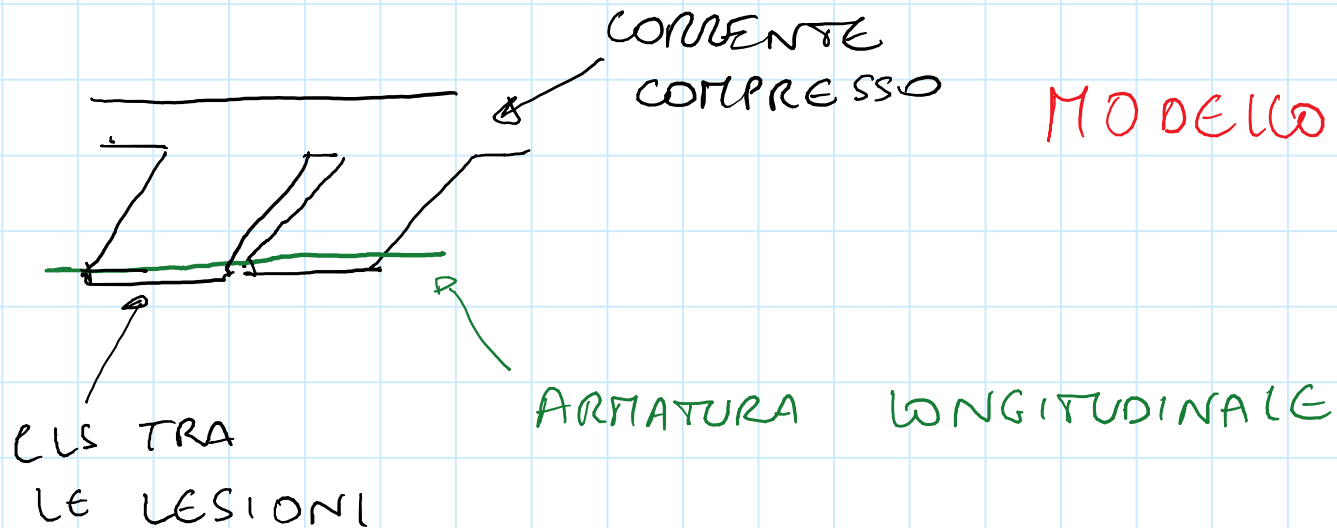 CORRENTE
COMPRESSO
MODELLO
ARMATURA LONGITUDINALE
CLS TRA
LE LESIONI